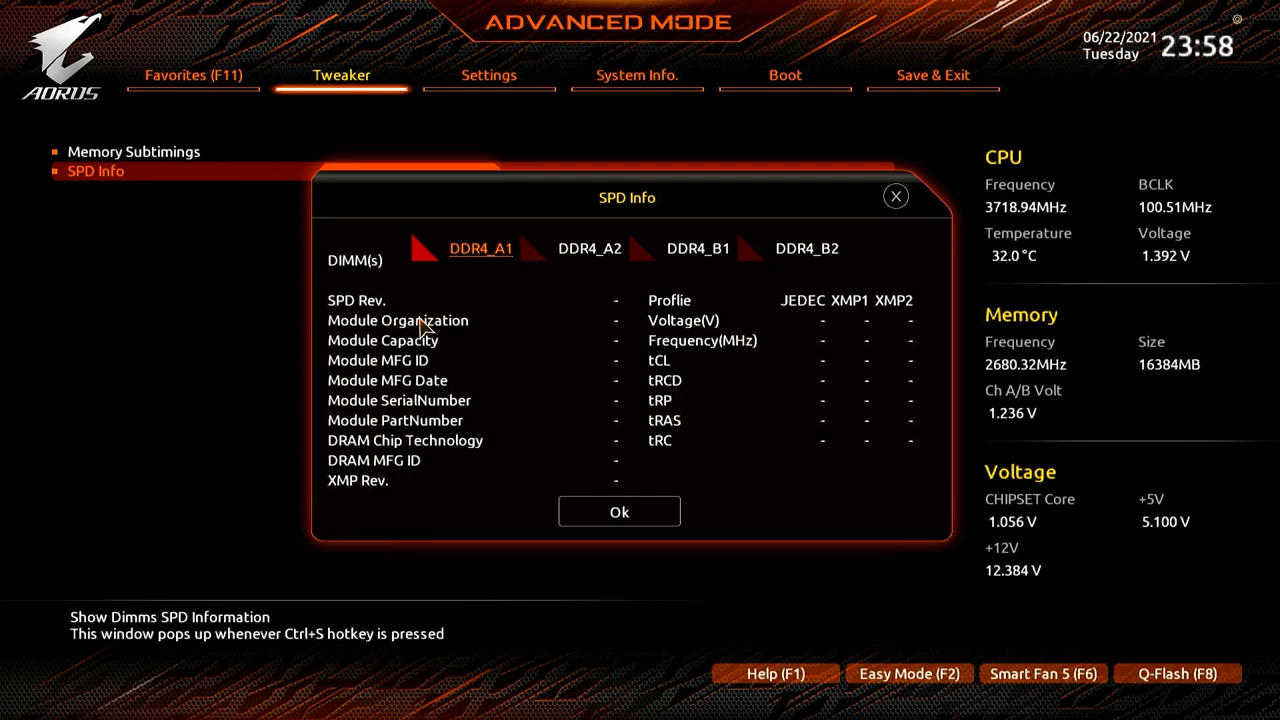 ADVANCED MODE
AORUS
06/22/2021
Tuesday
23:58
Favorites (F11) Tweaker Settings System Info. Boot Save & Exit
Memory Subtimings
SPD Info
SPD Info
X
DIMM(s) DDR4_A1 DDR4_A2 DDR4_B1 DDR4_B2
SPD Rev. - Proflie JEDEC XMP1 XMP2
Module Organization - Voltage(V) - - -
Module Capacity - Frequency(MHz) - - -
Module MFG ID - tCL - - -
Module MFG Date - tRCD - - -
Module SerialNumber - tRP - - -
Module PartNumber - tRAS - - -
DRAM Chip Technology - tRC - - -
DRAM MFG ID -
XMP Rev. -
Ok
CPU
Frequency BCLK
3718.94MHz 100.51MHz
Temperature Voltage
32.0 °C 1.392 V
Memory
Frequency Size
2680.32MHz 16384MB
Ch A/B Volt
1.236 V
Voltage
CHIPSET Core +5V
1.056 V 5.100 V
+12V
12.384 V
Show Dimms SPD Information
This window pops up whenever Ctrl+S hotkey is pressed
Help (F1) Easy Mode (F2) Smart Fan 5 (F6) Q-Flash (F8)